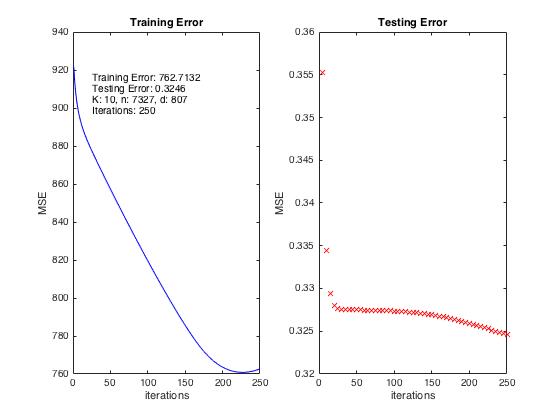 Training Error
940
920
900
880
860
840
820
800
780
760
MSE
0 50 100 150 200 250
iterations
Training Error: 762.7132
Testing Error: 0.3246
K: 10, n: 7327, d: 807
Iterations: 250
Testing Error
0.36
0.355
0.35
0.345
0.34
0.335
0.33
0.325
0.32
MSE
0 50 100 150 200 250
iterations